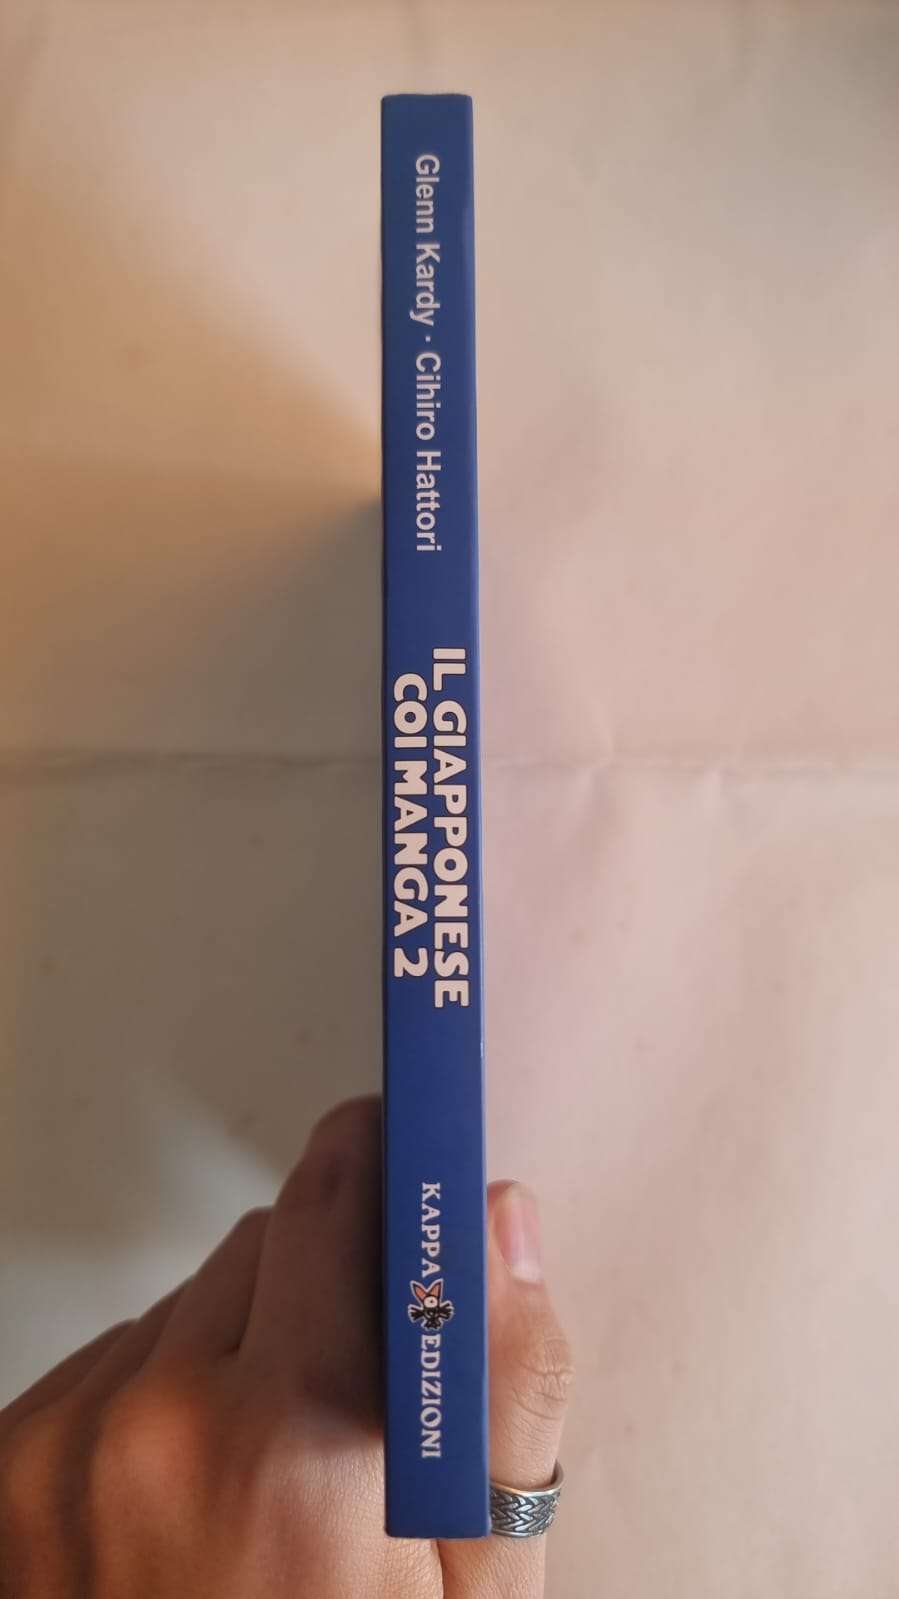 Glenn Kardy · Cihiro Hattori
IL GIAPPONESE
COI MANGA 2
KAPPA EDIZIONI